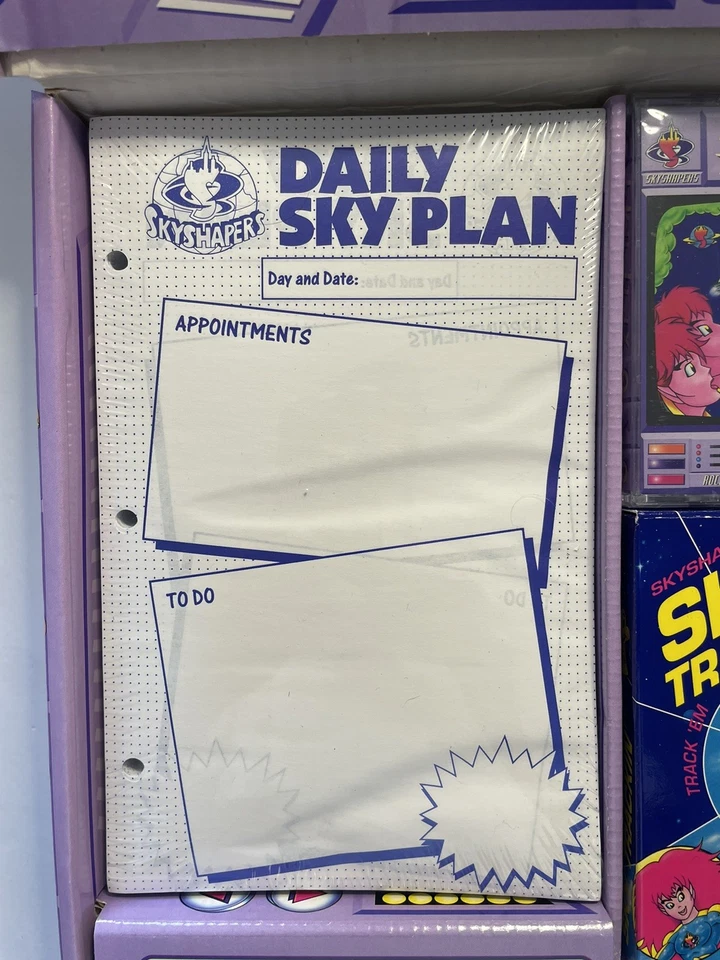 SKYSHAPERS
DAILY
SKY PLAN
Day and Date:
APPOINTMENTS
TO DO
SKYSHAPERS
SKYSHA
TRACK 'EM